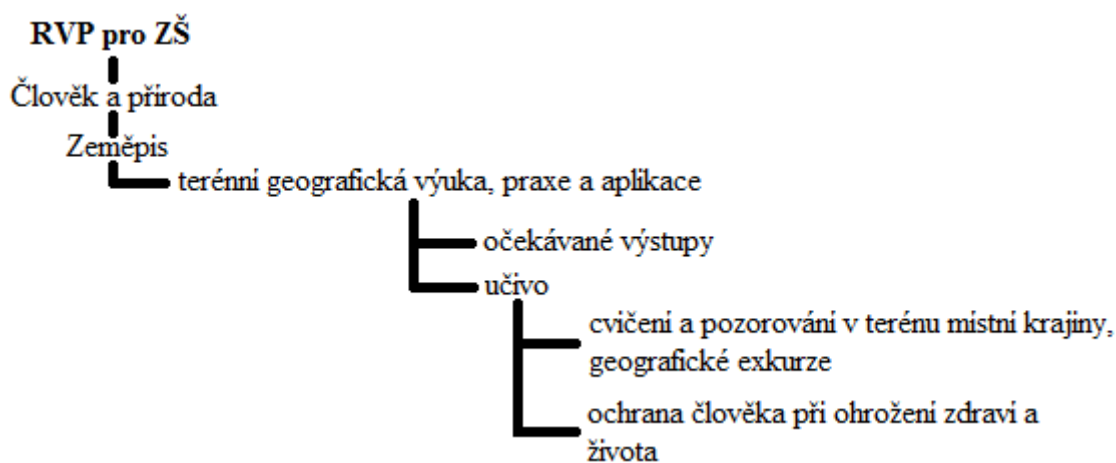 RVP pro ZŠ
Člověk a příroda
Zeměpis
terénní geografická výuka, praxe a aplikace
očekávané výstupy
učivo
cvičení a pozorování v terénu místní krajiny,
geografické exkurze
ochrana člověka při ohrožení zdraví a
života